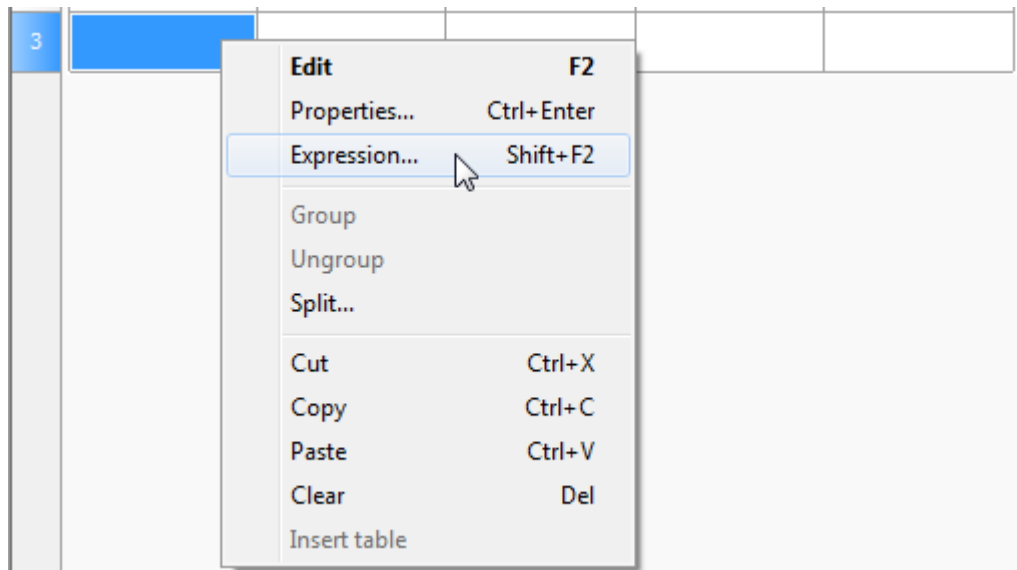 3
Edit F2
Properties... Ctrl+Enter
Expression... Shift+F2
Group
Ungroup
Split...
Cut Ctrl+X
Copy Ctrl+C
Paste Ctrl+V
Clear Del
Insert table